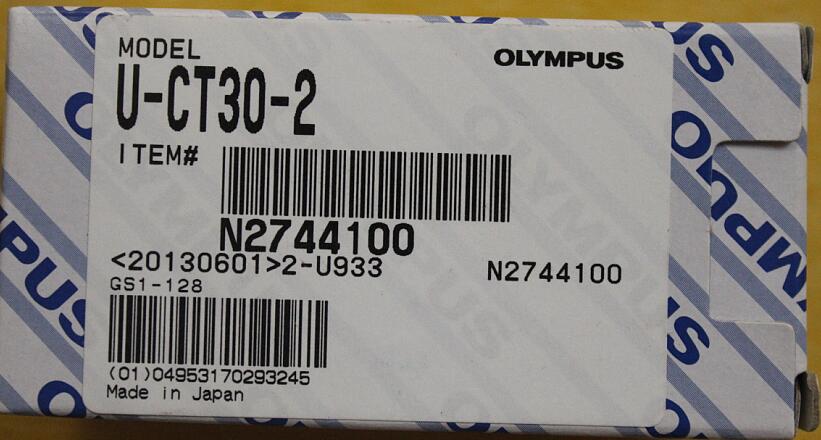 MODEL
OLYMPUS
U-CT30-2
ITEM#
N2744100
<20130601>2-U933
N2744100
GS1-128
(01)04953170293245
Made in Japan